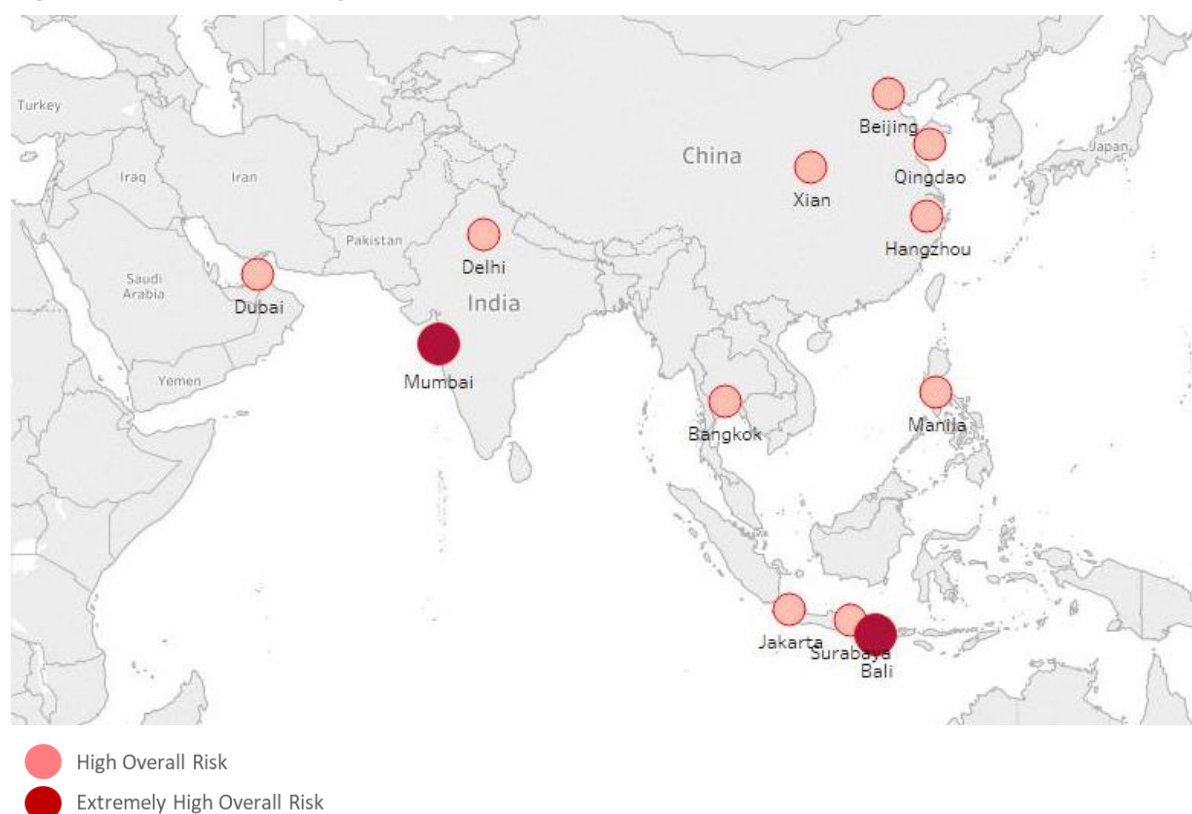 Turkey
Beijing
China
Japan
Iraq
Iran
Qingdao
Xian
Pakistan
Hangzhou
Delhi
Saudi
Arabia
Dubai
India
Yemen
Mumbai
Manila
Bangkok
Jakarta
Surabaya
Bali
High Overall Risk
Extremely High Overall Risk